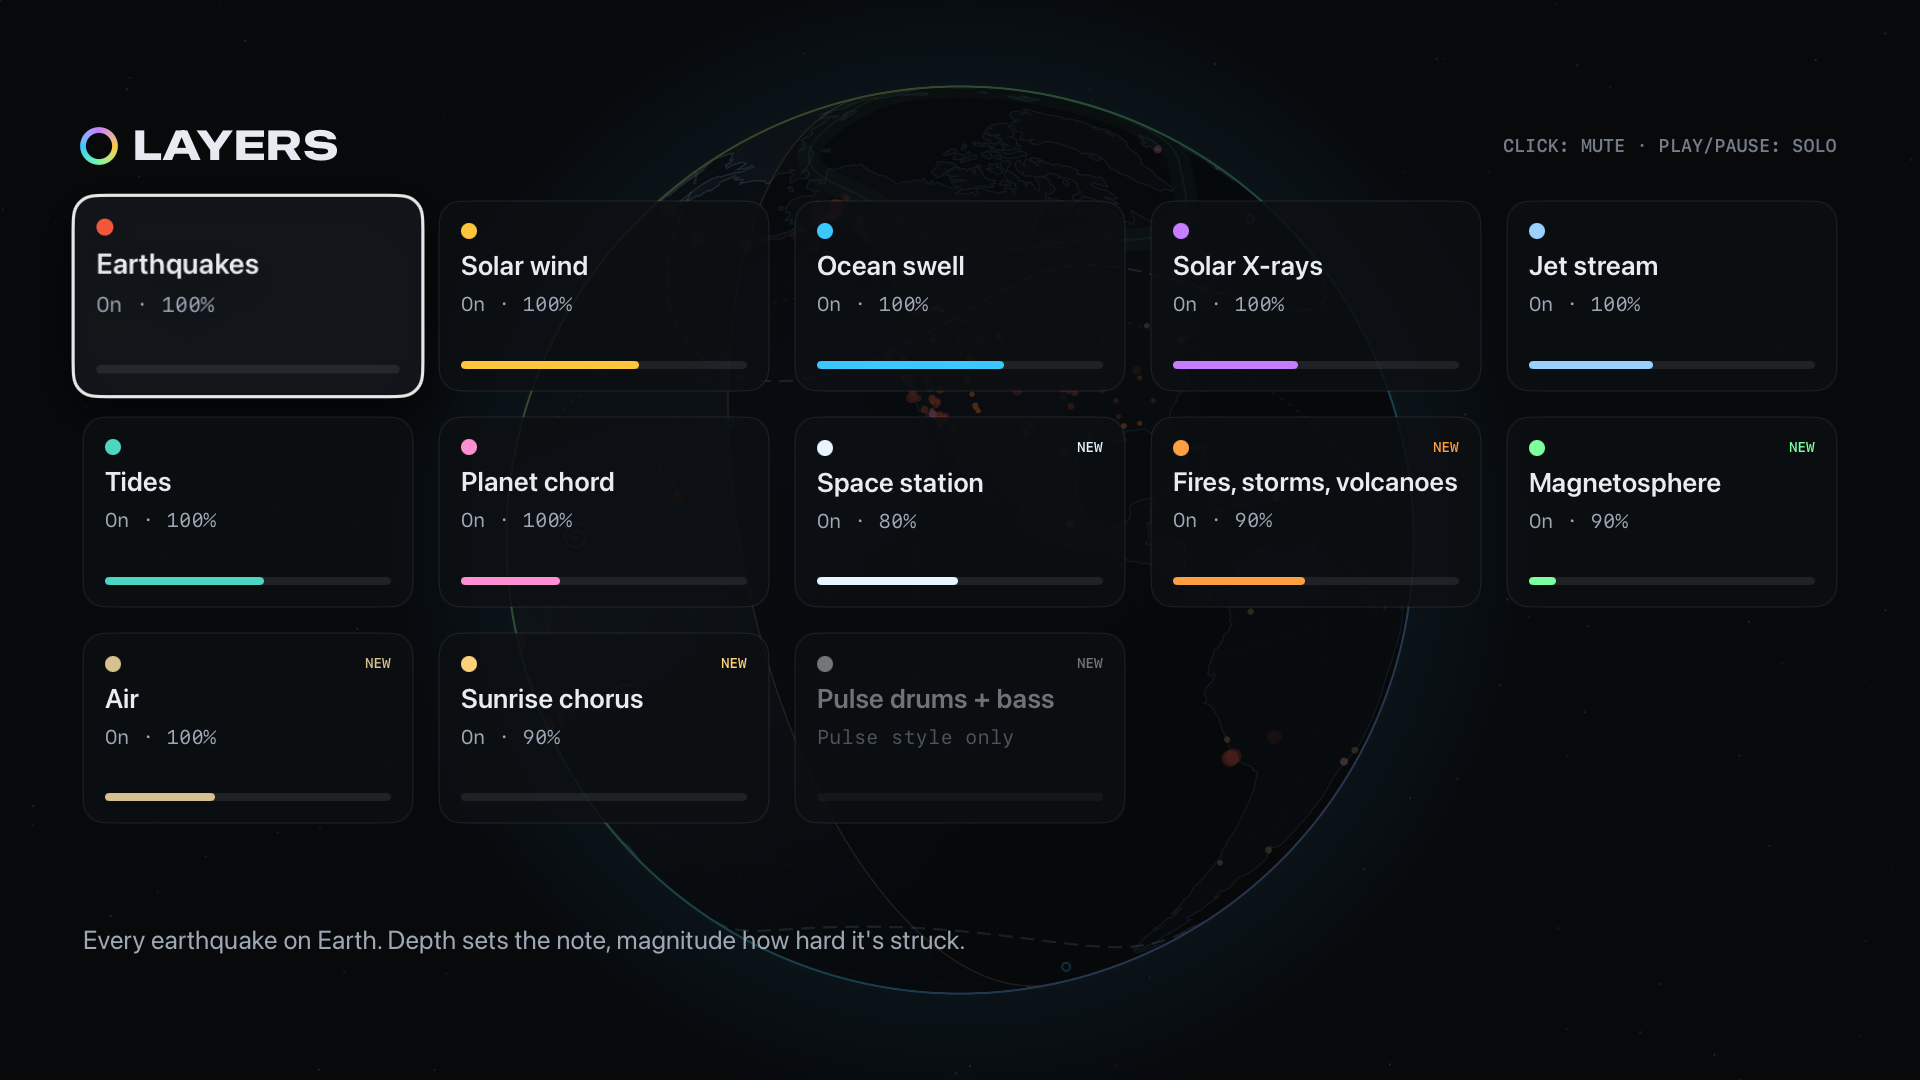 LAYERS
CLICK: MUTE · PLAY/PAUSE: SOLO
Earthquakes
On · 100%
Solar wind
On · 100%
Ocean swell
On · 100%
Solar X-rays
On · 100%
Jet stream
On · 100%
Tides
On · 100%
Planet chord
On · 100%
NEW
Space station
On · 80%
NEW
Fires, storms, volcanoes
On · 90%
NEW
Magnetosphere
On · 90%
NEW
Air
On · 100%
NEW
Sunrise chorus
On · 90%
NEW
Pulse drums + bass
Pulse style only
Every earthquake on Earth. Depth sets the note, magnitude how hard it's struck.